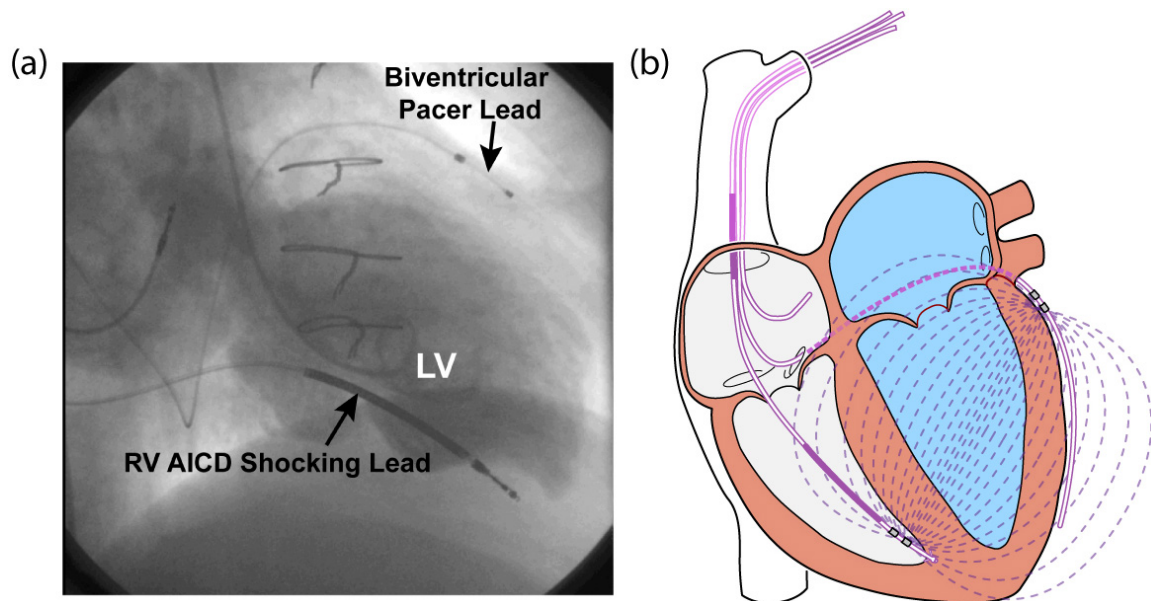 (a)
Biventricular
Pacer Lead
LV
RV AICD Shocking Lead
(b)